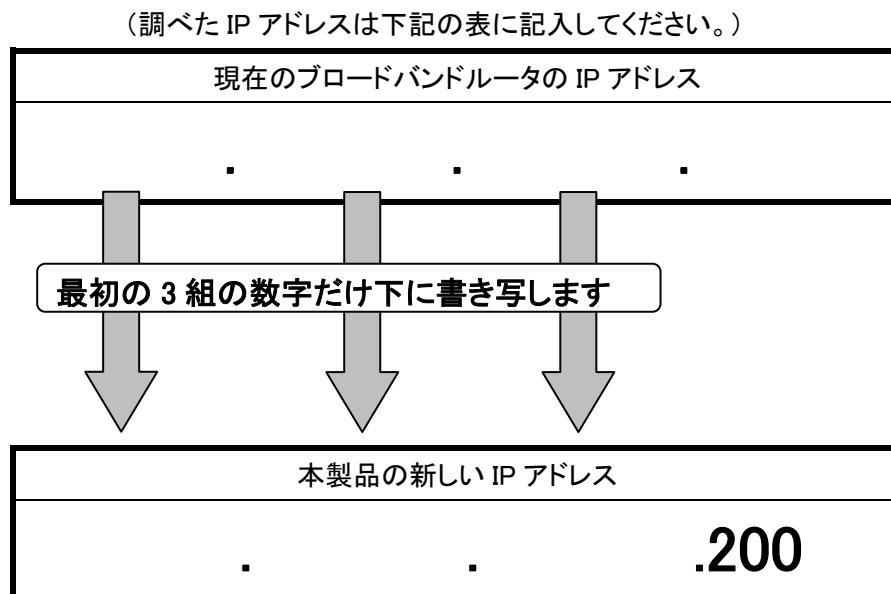 （調べた IP アドレスは下記の表に記入してください。）
現在のブロードバンドルータの IP アドレス
. . .
最初の 3 組の数字だけ下に書き写します
本製品の新しい IP アドレス
. . .200